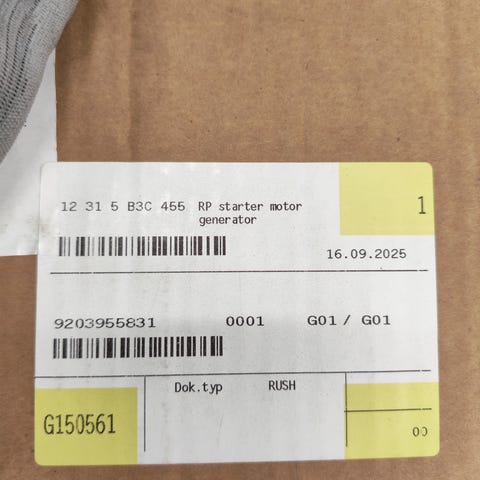 12 31 5 B3C 455 RP starter motor
generator
1
16.09.2025
9203955831 0001 G01 / G01
Dok.typ RUSH
G150561
00